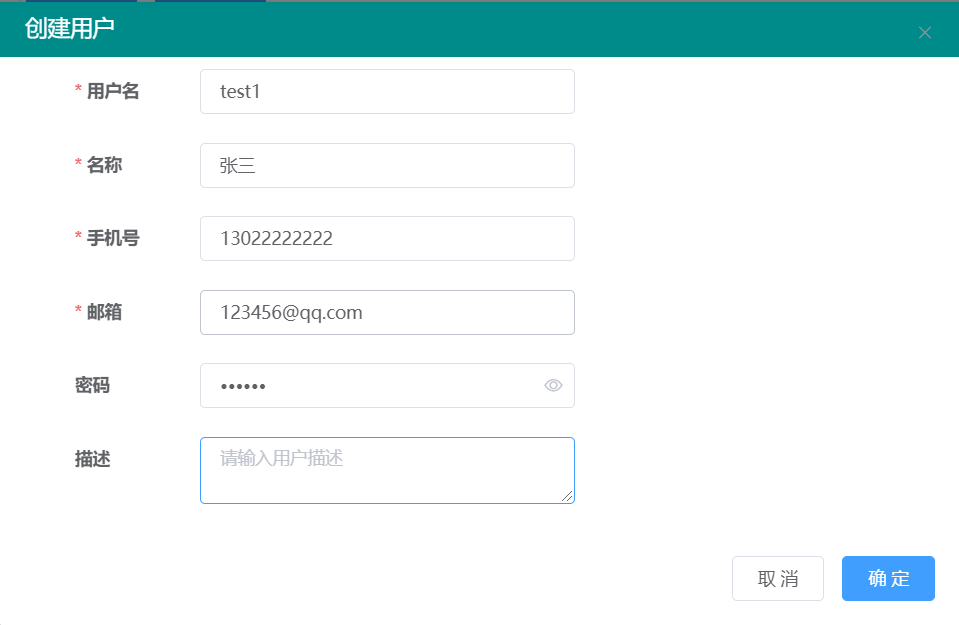 创建用户
* 用户名 test1
* 名称 张三
* 手机号 13022222222
* 邮箱 123456@qq.com
密码 ••••••
描述 请输入用户描述
取消 确定